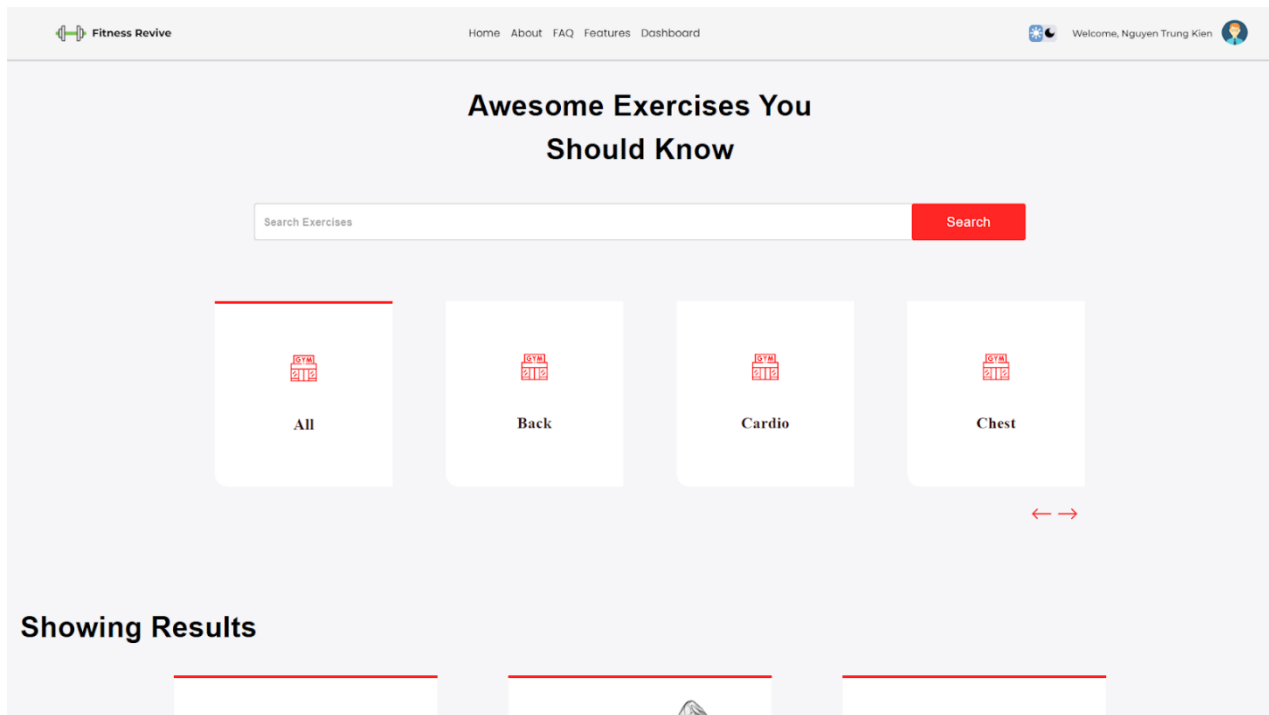 Fitness Revive
Home About FAQ Features Dashboard
Welcome, Nguyen Trung Kien
Awesome Exercises You
Should Know
Search Exercises
Search
GYM GYM GYM GYM
All Back Cardio Chest
Showing Results